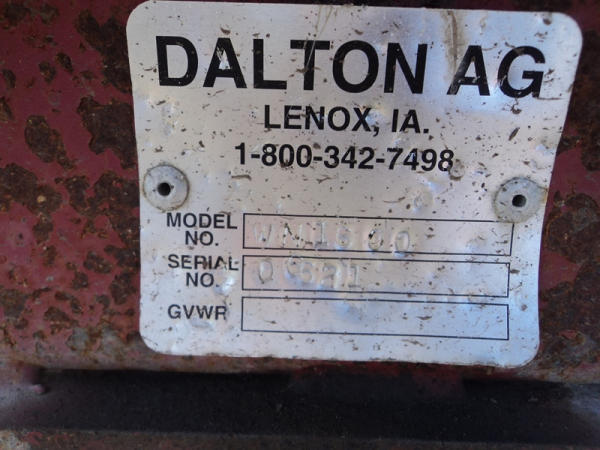 DALTON AG
LENOX, IA.
1-800-342-7498
MODEL
NO.
SERIAL
NO.
GVWR